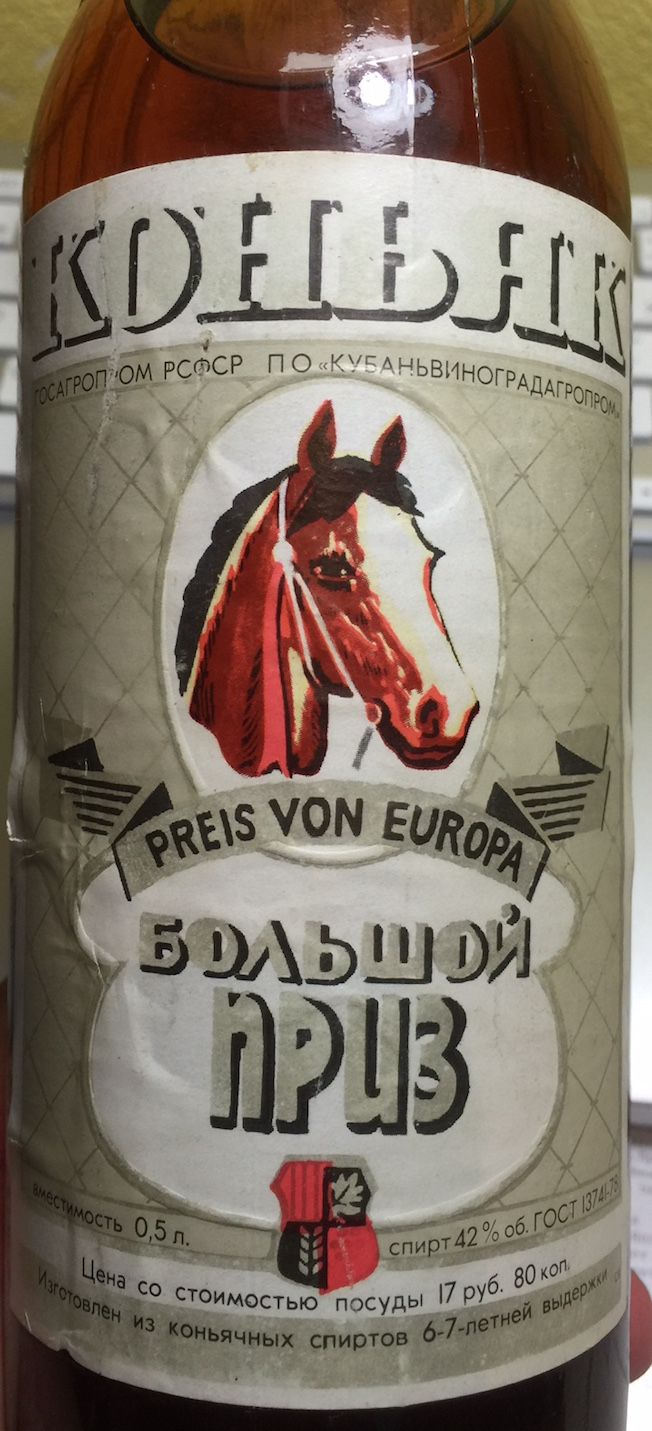 КОНЬЯК
ГОСАГРОПРОМ РСФСР ПО «КУБАНЬВИНОГРАДАГРОПРОМ»
PREIS VON EUROPA
БОЛЬШОЙ
ПРИЗ
вместимость 0,5 л.
спирт 42% об. ГОСТ 13741-78
Цена со стоимостью посуды 17 руб. 80 коп.
Изготовлен из коньячных спиртов 6-7-летней выдержки